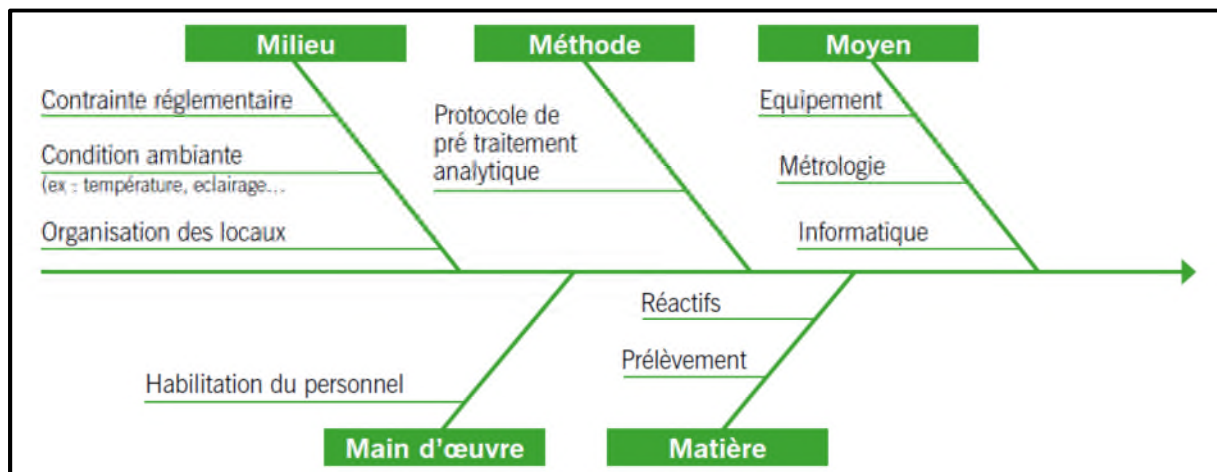 Milieu
Méthode
Moyen
Contrainte réglementaire
Condition ambiante
(ex : température, eclairage...
Organisation des locaux
Protocole de
pré traitement
analytique
Equipement
Métrologie
Informatique
Habilitation du personnel
Réactifs
Prélèvement
Main d'œuvre
Matière